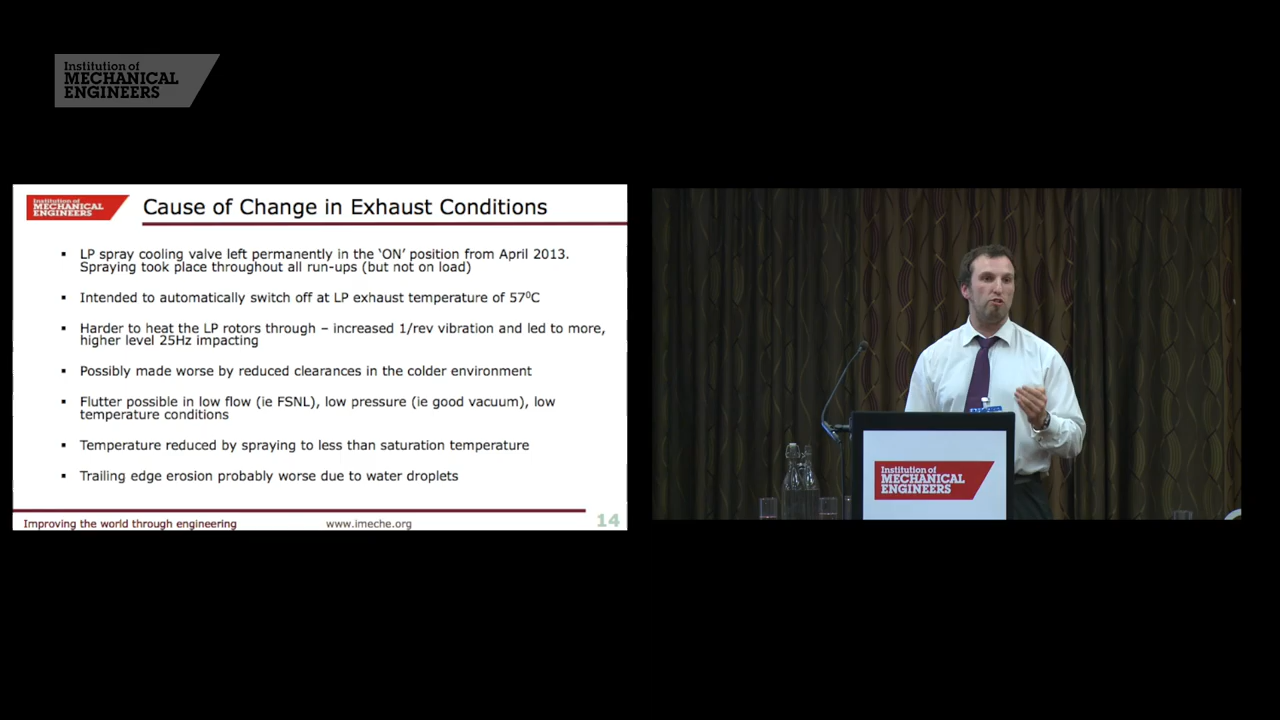 Institution of
MECHANICAL
ENGINEERS
Institution of
MECHANICAL
ENGINEERS
Cause of Change in Exhaust Conditions
▪ LP spray cooling valve left permanently in the ‘ON’ position from April 2013.
Spraying took place throughout all run-ups (but not on load)
▪ Intended to automatically switch off at LP exhaust temperature of 57⁰C
▪ Harder to heat the LP rotors through – increased 1/rev vibration and led to more,
higher level 25Hz impacting
▪ Possibly made worse by reduced clearances in the colder environment
▪ Flutter possible in low flow (ie FSNL), low pressure (ie good vacuum), low
temperature conditions
▪ Temperature reduced by spraying to less than saturation temperature
▪ Trailing edge erosion probably worse due to water droplets
Improving the world through engineering
www.imeche.org
14
Institution of
MECHANICAL
ENGINEERS